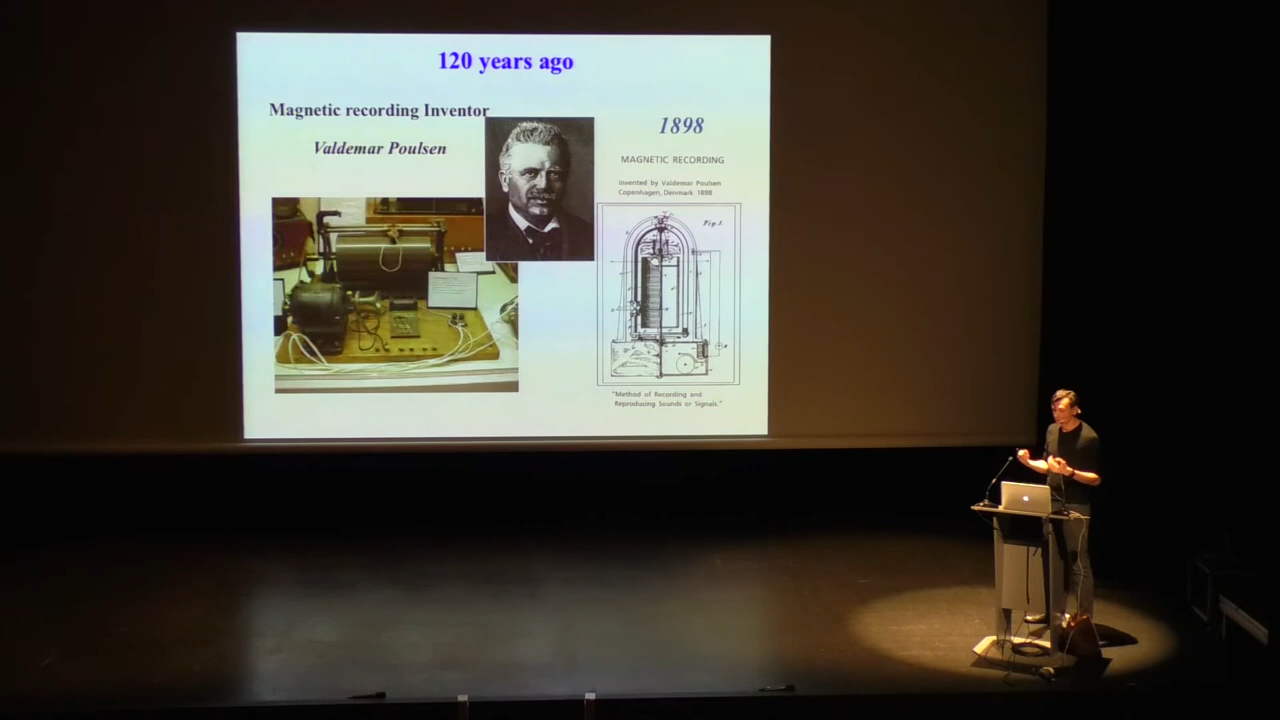 120 years ago
Magnetic recording Inventor
Valdemar Poulsen
1898
MAGNETIC RECORDING
Invented by Valdemar Poulsen
Copenhagen, Denmark 1898
Fig.1.
"Method of Recording and
Reproducing Sounds or Signals."